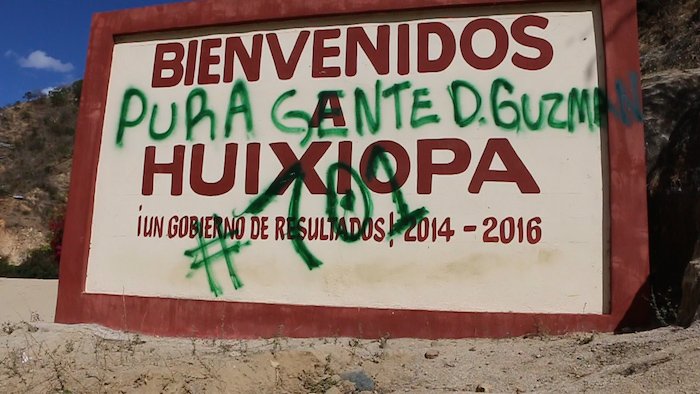 BIENVENIDOS
PURA GENTE D. GUZMAN
A
HUIXIOPA
#701
¡UN GOBIERNO DE RESULTADOS! 2014 - 2016